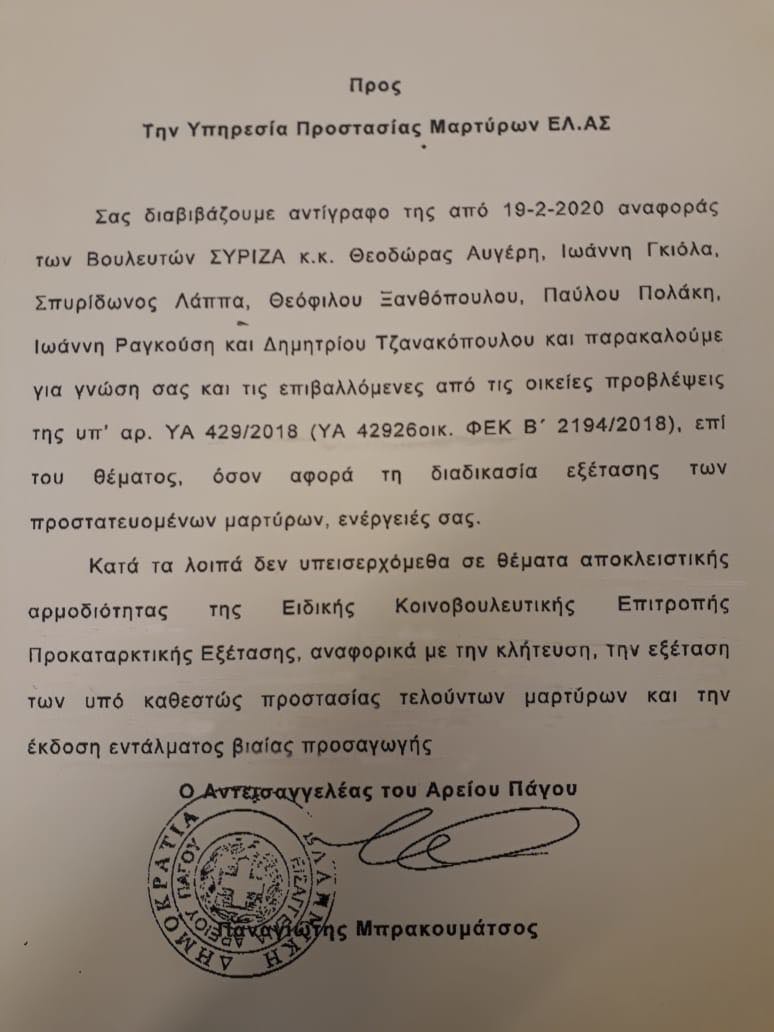 Προς
Την Υπηρεσία Προστασίας Μαρτύρων ΕΛ.ΑΣ
Σας διαβιβάζουμε αντίγραφο της από 19-2-2020 αναφοράς
των Βουλευτών ΣΥΡΙΖΑ κ.κ. Θεοδώρας Αυγέρη, Ιωάννη Γκιόλα,
Σπυρίδωνος Λάππα, Θεόφιλου Ξανθόπουλου, Παύλου Πολάκη,
Ιωάννη Ραγκούση και Δημητρίου Τζανακόπουλου και παρακαλούμε
για γνώση σας και τις επιβαλλόμενες από τις οικείες προβλέψεις
της υπ' αρ. ΥΑ 429/2018 (ΥΑ 42926οικ. ΦΕΚ Β΄ 2194/2018), επί
του θέματος, όσον αφορά τη διαδικασία εξέτασης των
προστατευομένων μαρτύρων, ενέργειές σας.
Κατά τα λοιπά δεν υπεισερχόμεθα σε θέματα αποκλειστικής
αρμοδιότητας της Ειδικής Κοινοβουλευτικής Επιτροπής
Προκαταρκτικής Εξέτασης, αναφορικά με την κλήτευση, την εξέταση
των υπό καθεστώς προστασίας τελούντων μαρτύρων και την
έκδοση εντάλματος βιαίας προσαγωγής
Ο Αντεισαγγελέας του Αρείου Πάγου
ΕΛΛΗΝΙΚΗ ΔΗΜΟΚΡΑΤΙΑ
ΑΡΕΙΟΥ ΠΑΓΟΥ
Παναγιώτης Μπρακουμάτσος